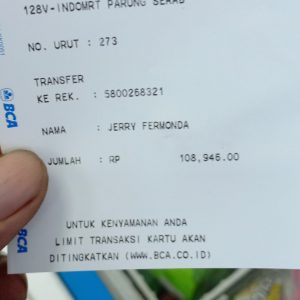 128V-INDOMRT PARUNG SERAB
NO. URUT : 273
TRANSFER
KE REK. : 5800268321
BCA
NAMA : JERRY FERMONDA
JUMLAH : RP 108,946.00
UNTUK KENYAMANAN ANDA
LIMIT TRANSAKSI KARTU AKAN
DITINGKATKAN (WWW.BCA.CO.ID)
BCA